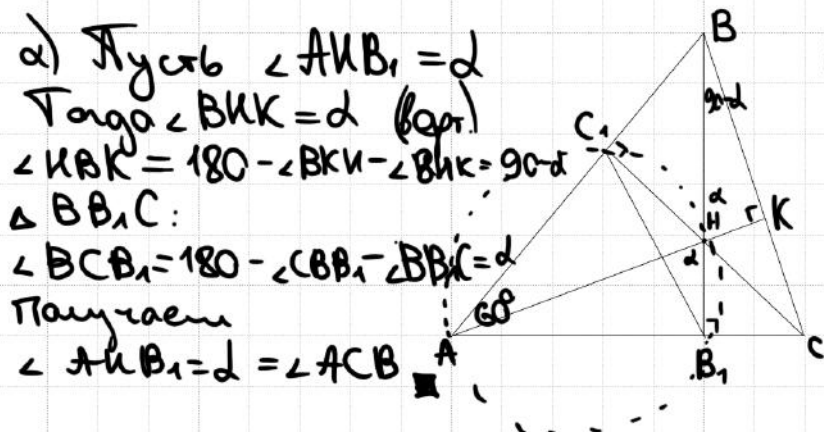 а) Пусть ∠AHB₁ = α
Тогда ∠BHK = α (верт.)
∠HBK = 180 - ∠BKH - ∠BHK = 90-α
△ BB₁C:
∠BCB₁ = 180 - ∠CBB₁ - ∠BB₁C = α
Получаем
∠ AHB₁ = α = ∠ACB ■
B
90-α
C₁
α
H
K
α
60°
A
B₁
C